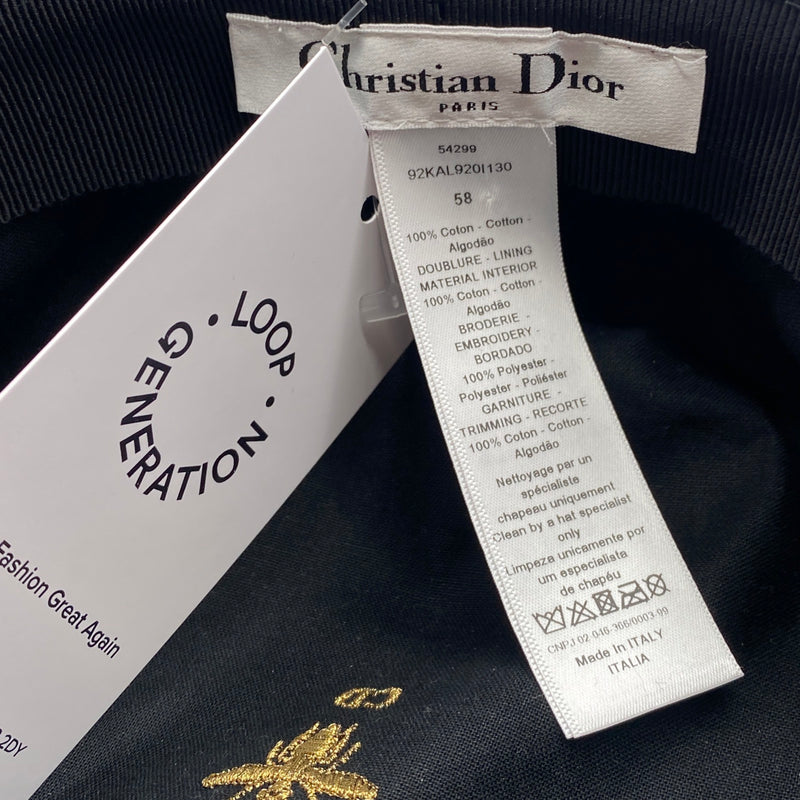 Christian Dior
PARIS
54299
92KAL920I130
58
100% Coton - Cotton -
Algodão
DOUBLURE - LINING
MATERIAL INTERIOR
100% Coton - Cotton -
Algodão
BRODERIE -
EMBROIDERY -
BORDADO
100% Polyester -
Polyester - Poliéster
GARNITURE -
TRIMMING - RECORTE
100% Coton - Cotton -
Algodão
Nettoyage par un
spécialiste
chapeau uniquement
Clean by a hat specialist
only
Limpeza unicamente por
um especialista
de chapéu
CNPJ 02.046-366/0003-99
Made in ITALY
ITALIA
LOOP • GENERATION •
Fashion Great Again
2DY